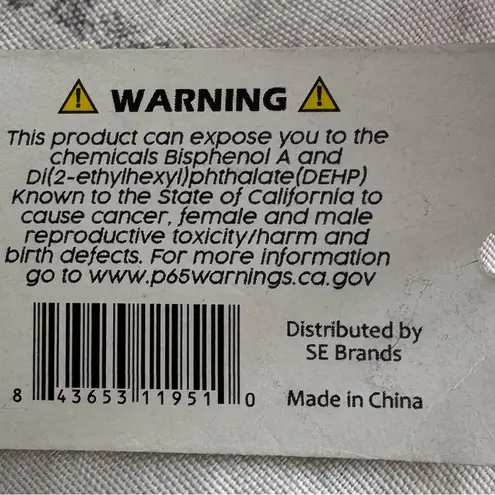 WARNING
This product can expose you to the
chemicals Bisphenol A and
Di(2-ethylhexyl)phthalate(DEHP)
Known to the State of California to
cause cancer, female and male
reproductive toxicity/harm and
birth defects. For more information
go to www.p65warnings.ca.gov
Distributed by
SE Brands
Made in China
8 43653 11951 0